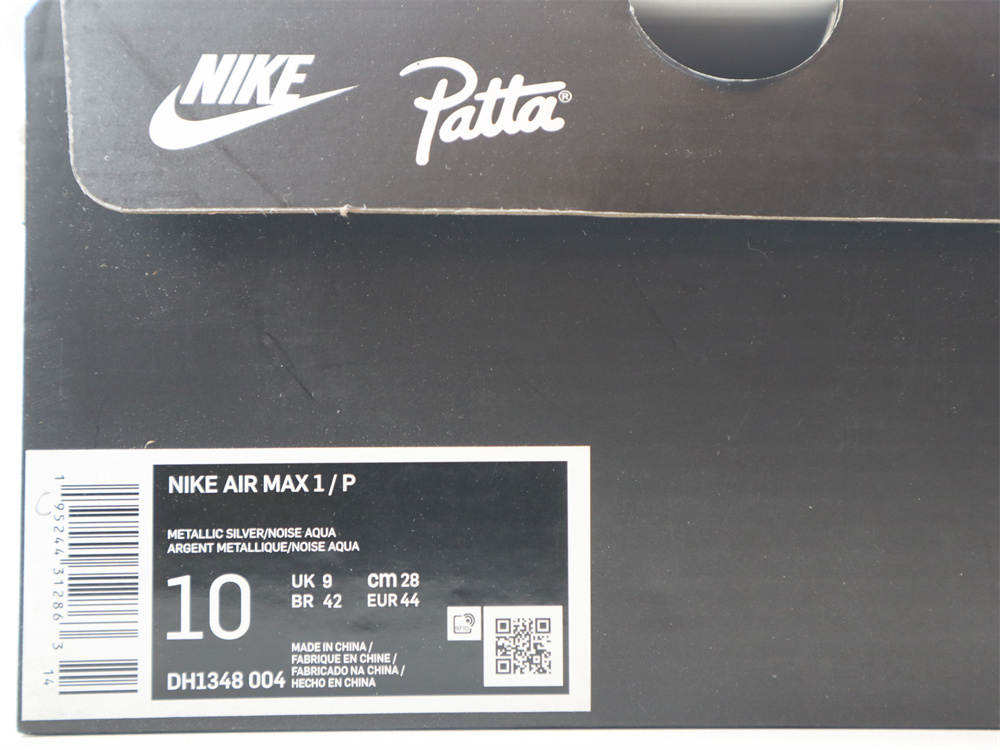 NIKE
Patta®
NIKE AIR MAX 1 / P
METALLIC SILVER/NOISE AQUA
ARGENT METALLIQUE/NOISE AQUA
10
UK 9 cm 28
BR 42 EUR 44
MADE IN CHINA /
FABRIQUE EN CHINE /
FABRICADO NA CHINA /
HECHO EN CHINA
DH1348 004
RFID
1 95244 31286 3 14